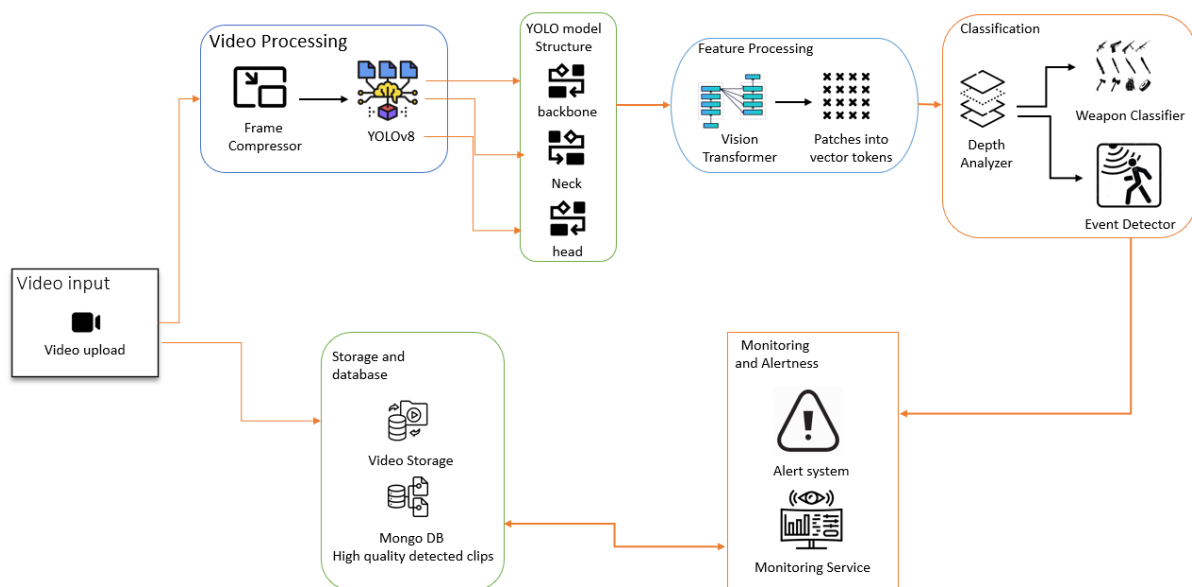 Video Processing
Frame
Compressor
YOLOv8
YOLO model
Structure
backbone
Neck
head
Feature Processing
Vision
Transformer
Patches into
vector tokens
Classification
Depth
Analyzer
Weapon Classifier
Event Detector
Video input
Video upload
Storage and
database
Video Storage
Mongo DB
High quality detected clips
Monitoring
and Alertness
Alert system
Monitoring Service